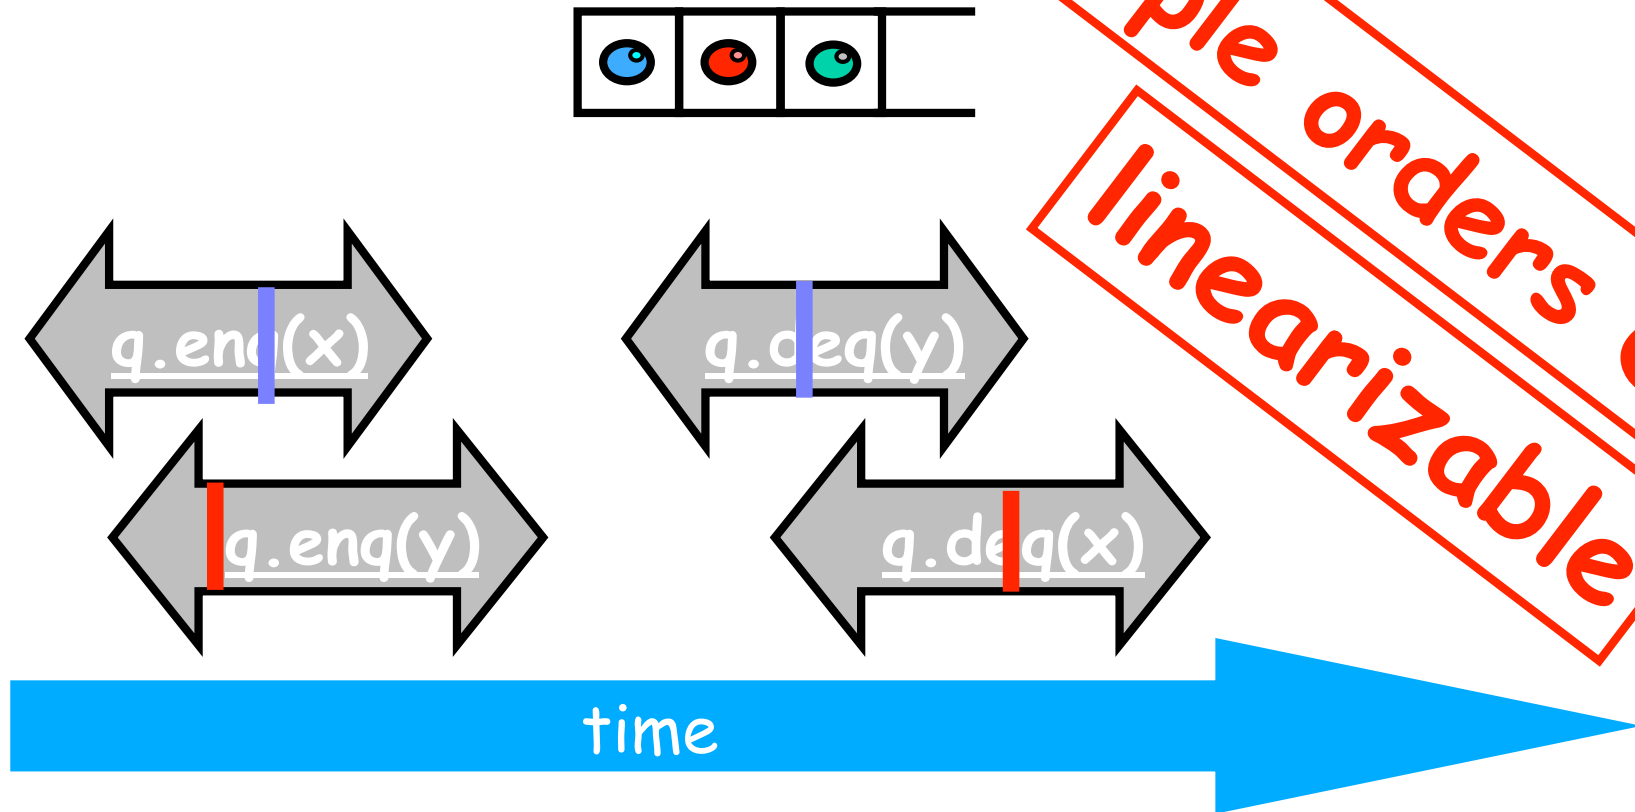 ple orders
linearizable
q.enq(x)
q.deq(y)
q.enq(y)
q.deq(x)
time